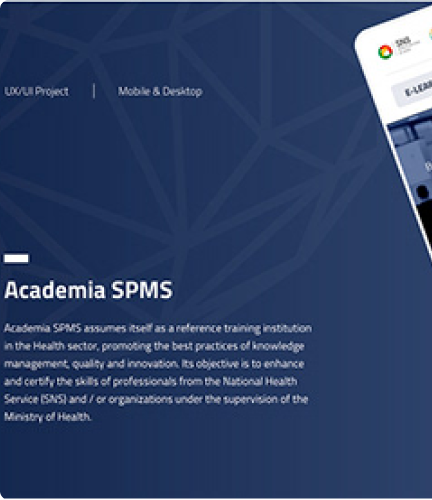 SNS
E-LEAR
UX/UI Project | Mobile & Desktop
Academia SPMS
Academia SPMS assumes itself as a reference training institution
in the Health sector, promoting the best practices of knowledge
management, quality and innovation. Its objective is to enhance
and certify the skills of professionals from the National Health
Service (SNS) and / or organizations under the supervision of the
Ministry of Health.